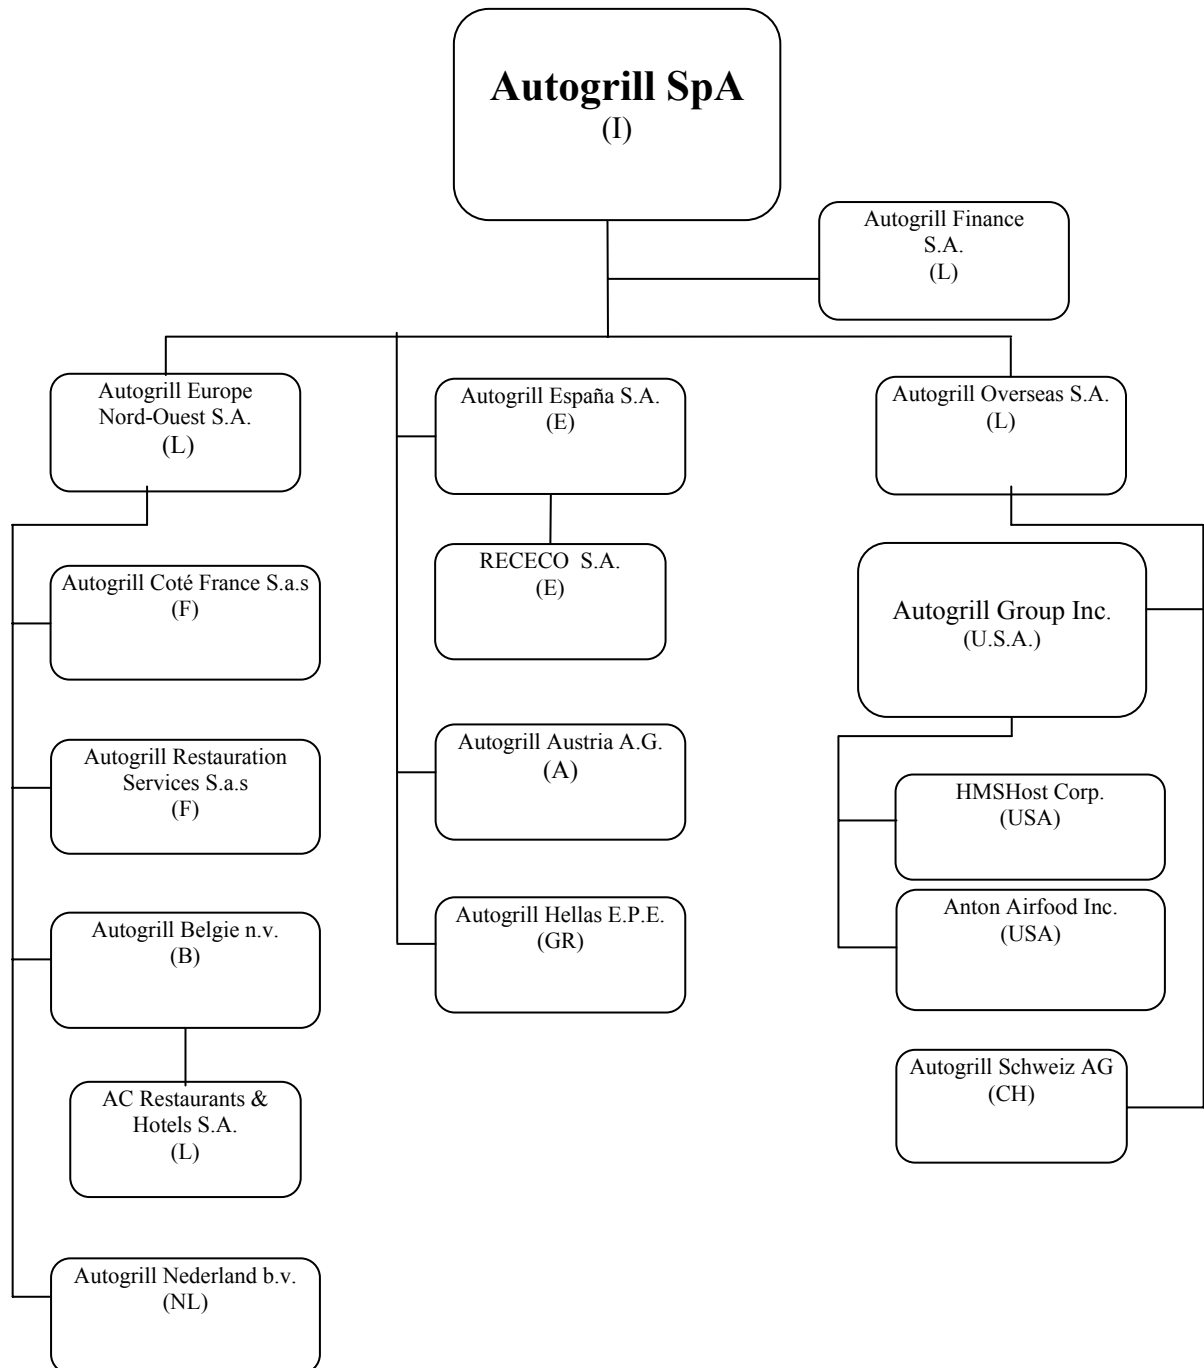 Autogrill SpA
(I)
Autogrill Finance
S.A.
(L)
Autogrill Europe
Nord-Ouest S.A.
(L)
Autogrill España S.A.
(E)
Autogrill Overseas S.A.
(L)
Autogrill Coté France S.a.s
(F)
RECECO S.A.
(E)
Autogrill Group Inc.
(U.S.A.)
Autogrill Restauration
Services S.a.s
(F)
Autogrill Austria A.G.
(A)
HMSHost Corp.
(USA)
Autogrill Belgie n.v.
(B)
Autogrill Hellas E.P.E.
(GR)
Anton Airfood Inc.
(USA)
AC Restaurants &
Hotels S.A.
(L)
Autogrill Schweiz AG
(CH)
Autogrill Nederland b.v.
(NL)